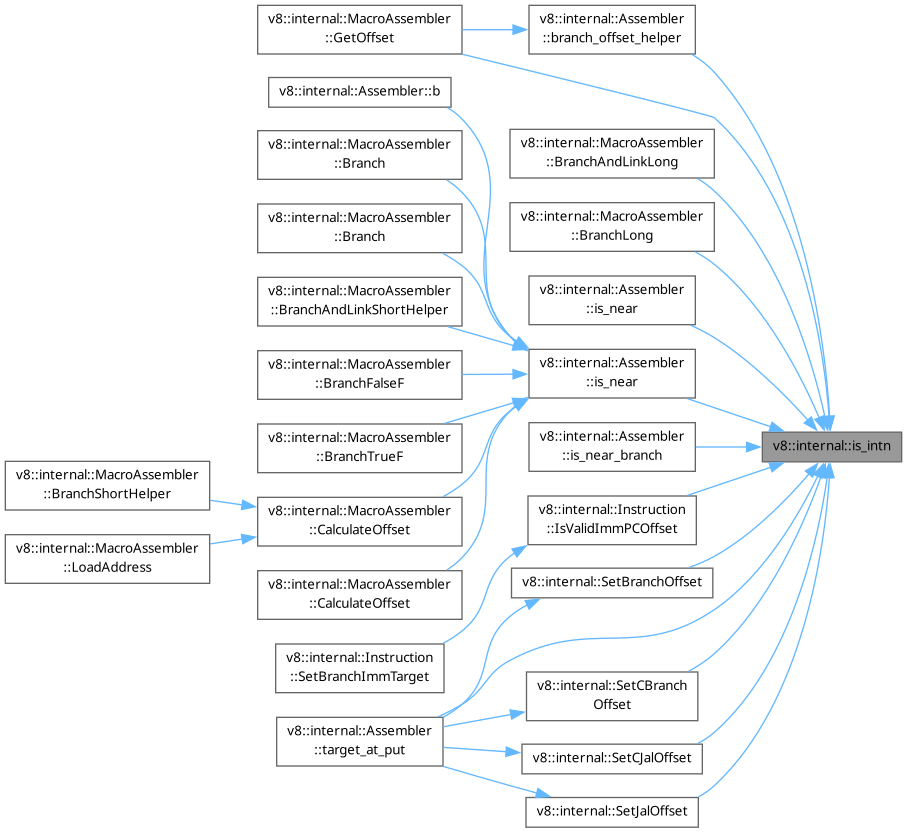 v8::internal::MacroAssembler
::GetOffset
v8::internal::Assembler
::branch_offset_helper
v8::internal::Assembler::b
v8::internal::MacroAssembler
::Branch
v8::internal::MacroAssembler
::BranchAndLinkLong
v8::internal::MacroAssembler
::Branch
v8::internal::MacroAssembler
::BranchLong
v8::internal::MacroAssembler
::BranchAndLinkShortHelper
v8::internal::Assembler
::is_near
v8::internal::MacroAssembler
::BranchFalseF
v8::internal::Assembler
::is_near
v8::internal::MacroAssembler
::BranchTrueF
v8::internal::Assembler
::is_near_branch
v8::internal::is_intn
v8::internal::MacroAssembler
::BranchShortHelper
v8::internal::MacroAssembler
::CalculateOffset
v8::internal::Instruction
::IsValidImmPCOffset
v8::internal::MacroAssembler
::LoadAddress
v8::internal::MacroAssembler
::CalculateOffset
v8::internal::SetBranchOffset
v8::internal::Instruction
::SetBranchImmTarget
v8::internal::SetCBranch
Offset
v8::internal::Assembler
::target_at_put
v8::internal::SetCJalOffset
v8::internal::SetJalOffset